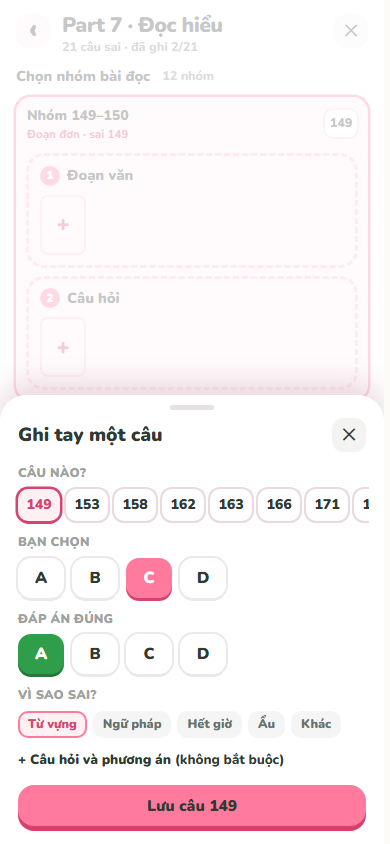 Part 7 · Đọc hiểu
21 câu sai · đã ghi 2/21
Chọn nhóm bài đọc 12 nhóm
Nhóm 149–150
Đoạn đơn · sai 149
149
1 Đoạn văn
+
2 Câu hỏi
+
Ghi tay một câu
CÂU NÀO?
149 153 158 162 163 166 171 1
BẠN CHỌN
A B C D
ĐÁP ÁN ĐÚNG
A B C D
VÌ SAO SAI?
Từ vựng Ngữ pháp Hết giờ Ẩu Khác
+ Câu hỏi và phương án (không bắt buộc)
Lưu câu 149